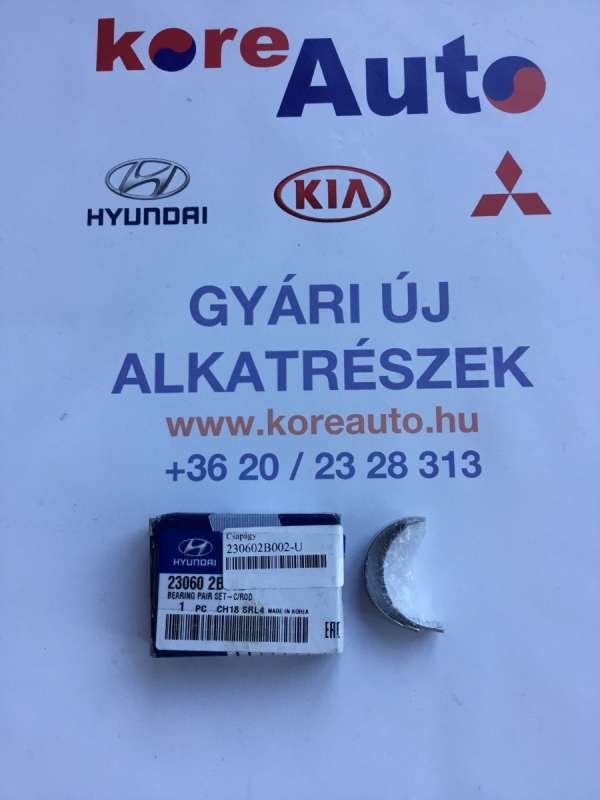 koreAuto
HYUNDAI KIA
GYÁRI ÚJ
ALKATRÉSZEK
www.koreauto.hu
+36 20 / 23 28 313
Csapágy
230602B002-U
HYUNDAI
23060 2B
BEARING PAIR SET-C/ROD
1 PC CH18 SRL4 MADE IN KOREA
EAC